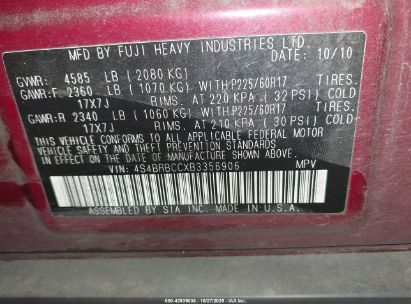 MFD BY FUJI HEAVY INDUSTRIES LTD. 10/10
GVWR: 4585 LB (2080 KG)
GAWR:F 2360 LB (1070 KG) WITH:P225/60R17 TIRES.
17X7J RIMS. AT 220 KPA (32 PSI) COLD
GAWR:R 2340 LB (1060 KG) WITH:P225/60R17 TIRES.
17X7J RIMS. AT 210 KPA (30 PSI) COLD
THIS VEHICLE CONFORMS TO ALL APPLICABLE FEDERAL MOTOR
VEHICLE SAFETY, BUMPER AND THEFT PREVENTION STANDARDS
IN EFFECT ON THE DATE OF MANUFACTURE SHOWN ABOVE.
VIN: 4S4BRBCCXB3356906 MPV
ASSEMBLED BY SIA INC. MADE IN U.S.A.